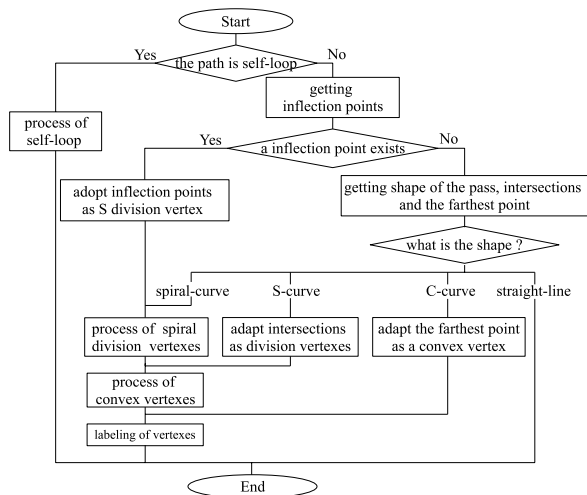 Start
Yes
the path is self-loop
No
getting
inflection points
process of
self-loop
Yes
a inflection point exists
No
adopt inflection points
as S division vertex
getting shape of the pass, intersections
and the farthest point
what is the shape ?
spiral-curve
S-curve
C-curve
straight-line
process of spiral
division vertexes
adapt intersections
as division vertexes
adapt the farthest point
as a convex vertex
process of
convex vertexes
labeling of vertexes
End